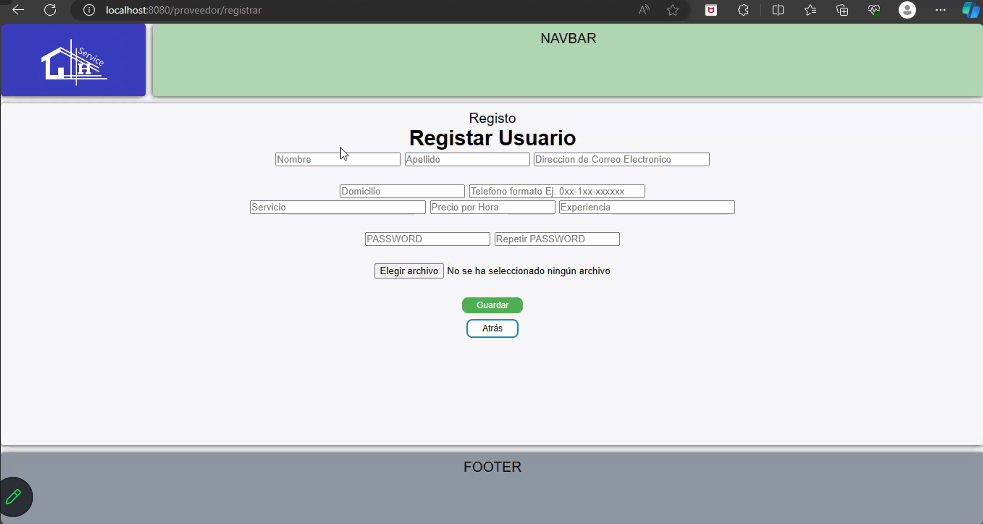 localhost:8080/proveedor/registrar
Service
H
NAVBAR
Registo
Registar Usuario
Nombre Apellido Direccion de Correo Electronico
Domicilio Telefono formato Ej. 0xx-1xx-xxxxxx
Servicio Precio por Hora Experiencia
PASSWORD Repetir PASSWORD
Elegir archivo No se ha seleccionado ningún archivo
Guardar
Atrás
FOOTER